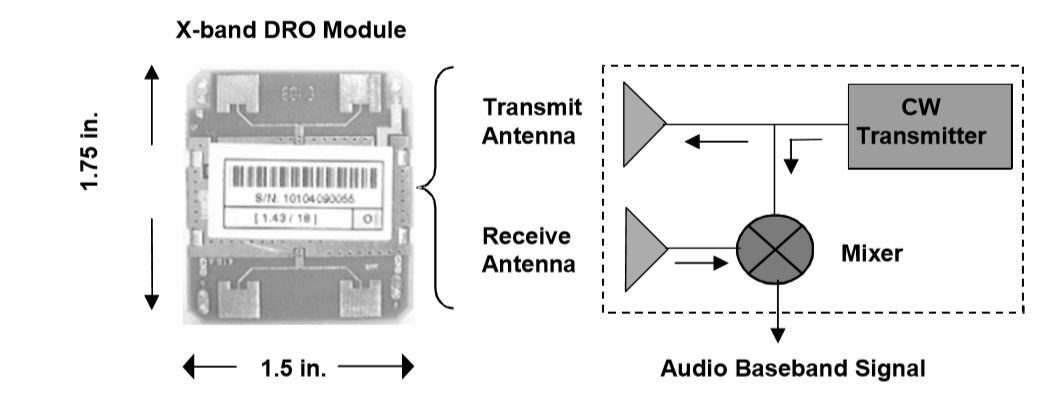 X-band DRO Module
1.75 in.
S/N: 10104090055
[ 1.43 / 18 ]
O
1.5 in.
Transmit
Antenna
Receive
Antenna
CW
Transmitter
Mixer
Audio Baseband Signal